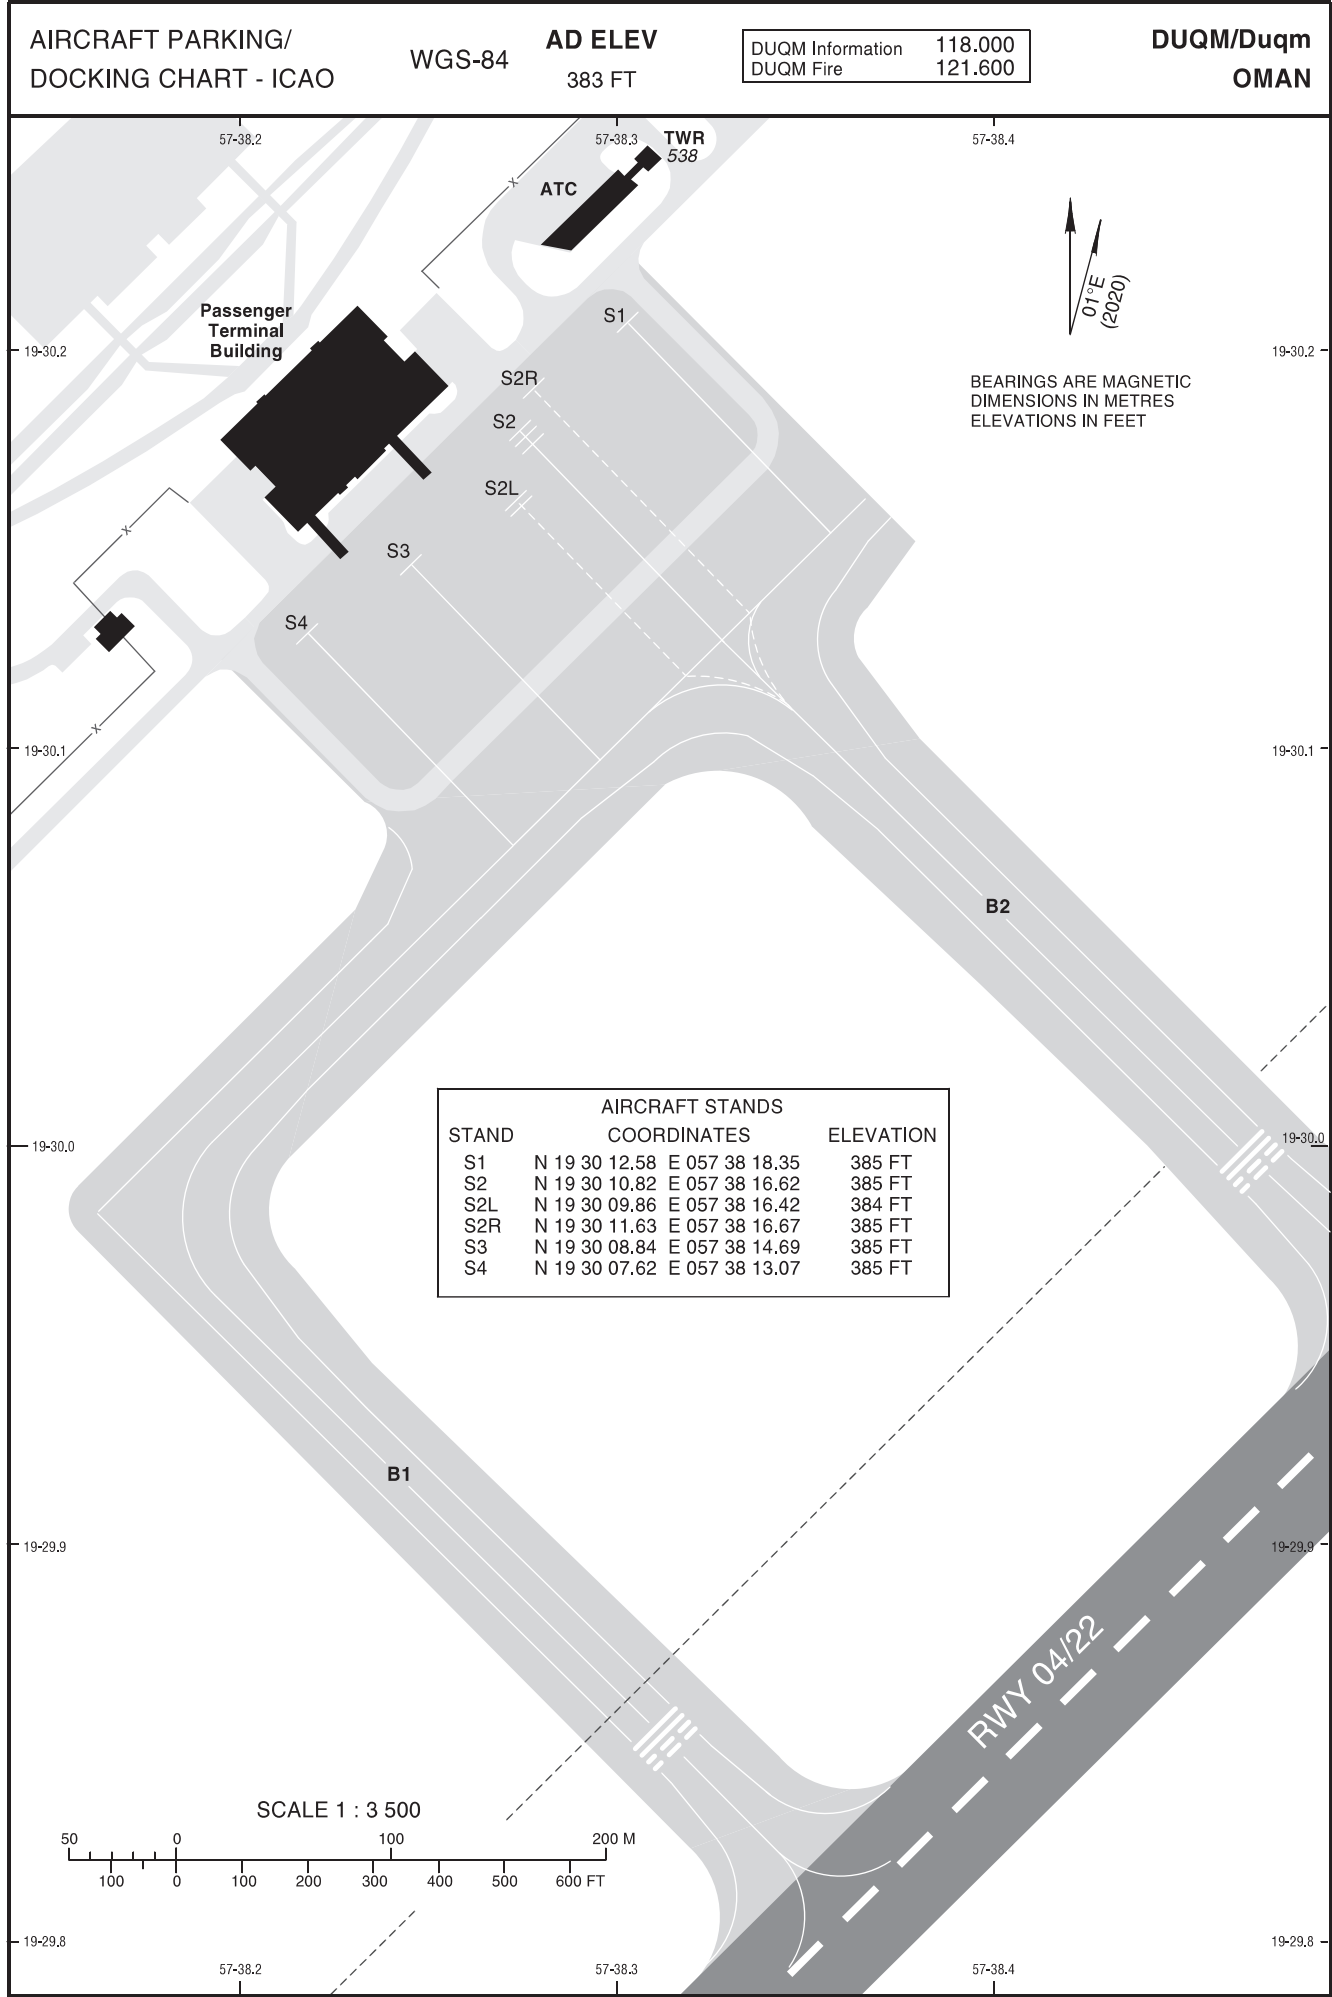 AIRCRAFT PARKING/
DOCKING CHART - ICAO
WGS-84
AD ELEV
383 FT
DUQM Information 118.000
DUQM Fire 121.600
DUQM/Duqm
OMAN
57-38.2
57-38.3
57-38.4
TWR
538
ATC
01°E
(2020)
Passenger
Terminal
Building
S1
19-30.2
19-30.2
S2R
BEARINGS ARE MAGNETIC
DIMENSIONS IN METRES
ELEVATIONS IN FEET
S2
S2L
S3
S4
19-30.1
19-30.1
B2
AIRCRAFT STANDS
STAND COORDINATES ELEVATION
S1 N 19 30 12.58 E 057 38 18.35 385 FT
S2 N 19 30 10.82 E 057 38 16.62 385 FT
S2L N 19 30 09.86 E 057 38 16.42 384 FT
S2R N 19 30 11.63 E 057 38 16.67 385 FT
S3 N 19 30 08.84 E 057 38 14.69 385 FT
S4 N 19 30 07.62 E 057 38 13.07 385 FT
19-30.0
19-30.0
B1
19-29.9
19-29.9
RWY 04/22
SCALE 1 : 3 500
50 0 100 200 M
100 0 100 200 300 400 500 600 FT
19-29.8
19-29.8
57-38.2
57-38.3
57-38.4